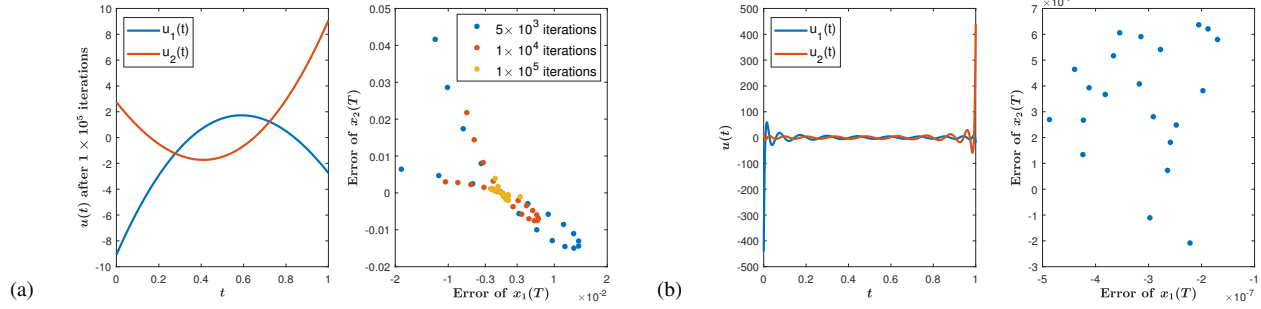 (a)
u(t) after 1 × 10^5 iterations
10
8
6
4
2
0
-2
-4
-6
-8
-10
u_1(t)
u_2(t)
0 0.2 0.4 0.6 0.8 1
t
Error of x_2(T)
0.05
0.04
0.03
0.02
0.01
0
-0.01
-0.02
5× 10^3 iterations
1× 10^4 iterations
1× 10^5 iterations
-2 -1 -0.3 0.3 1 2
Error of x_1(T)
×10^-2
(b)
u(t)
500
400
300
200
100
0
-100
-200
-300
-400
-500
u_1(t)
u_2(t)
0 0.2 0.4 0.6 0.8 1
t
Error of x_2(T)
7
6
5
4
3
2
1
0
-1
-2
-3
-5 -4 -3 -2 -1
Error of x_1(T)
×10^-7